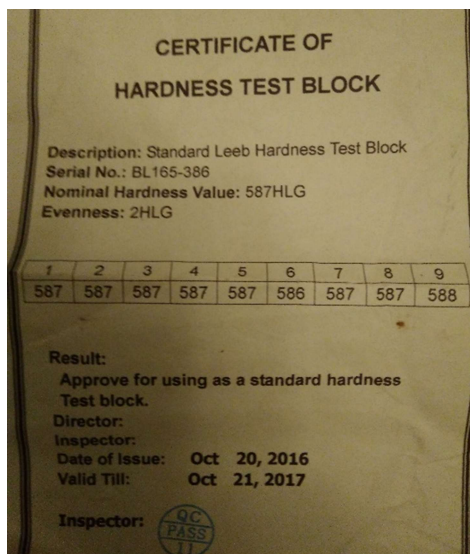 CERTIFICATE OF
HARDNESS TEST BLOCK
Description: Standard Leeb Hardness Test Block
Serial No.: BL165-386
Nominal Hardness Value: 587HLG
Evenness: 2HLG
1 2 3 4 5 6 7 8 9
587 587 587 587 587 586 587 587 588
Result:
Approve for using as a standard hardness
Test block.
Director:
Inspector:
Date of Issue: Oct 20, 2016
Valid Till: Oct 21, 2017
Inspector:
QC
PASS
11